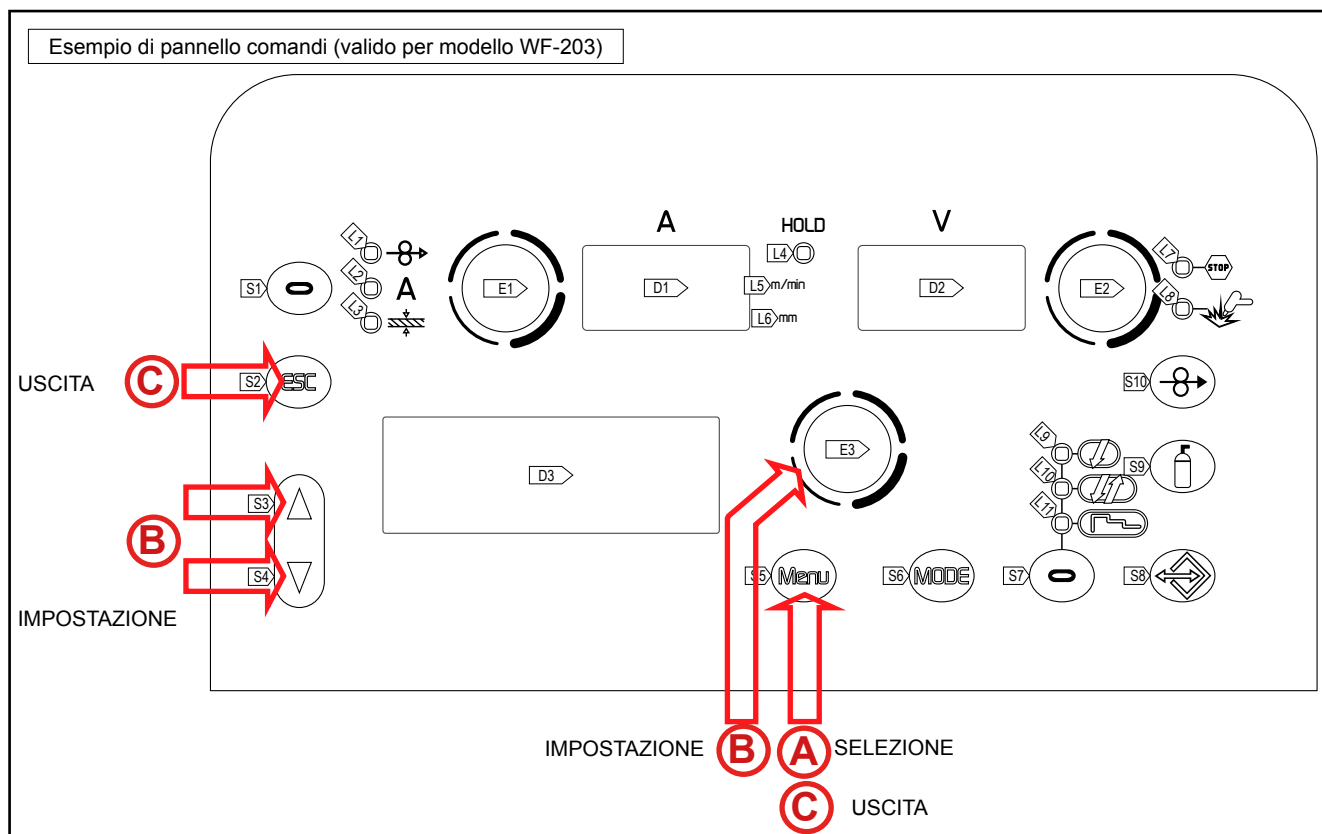 Esempio di pannello comandi (valido per modello WF-203)
A
HOLD
V
L1
L2
A
L3
S1
E1
D1
L4
L5 m/min
L6 mm
D2
E2
L7
STOP
L8
USCITA
C
S2
ESC
S10
D3
E3
L9
L10
L11
S9
S3
B
S4
IMPOSTAZIONE
S5
Menu
S6
MODE
S7
S8
IMPOSTAZIONE
B
A
SELEZIONE
C
USCITA